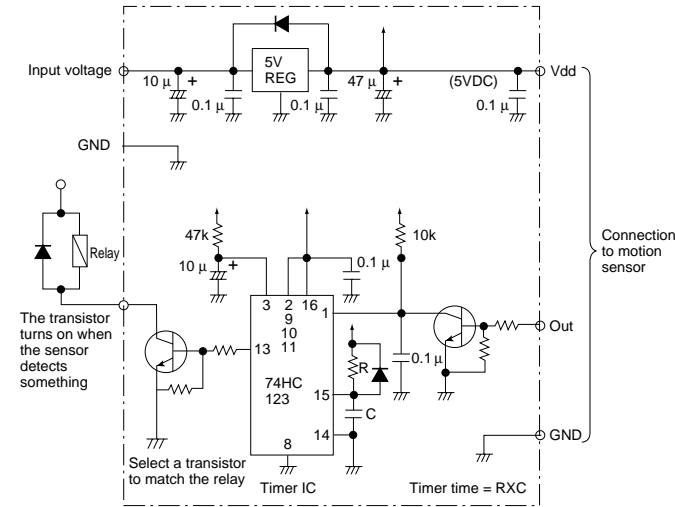 5V
REG
Input voltage
10 μ +
0.1 μ
0.1 μ
47 μ +
(5VDC)
0.1 μ
Vdd
GND
47k
10k
Relay
10 μ +
0.1 μ
Connection
to motion
sensor
3 2 16
9
10
11
1
13
The transistor
turns on when
the sensor
detects
something
Out
0.1 μ
R
74HC
123
15
C
14
8
GND
Select a transistor
to match the relay
Timer IC
Timer time = RXC